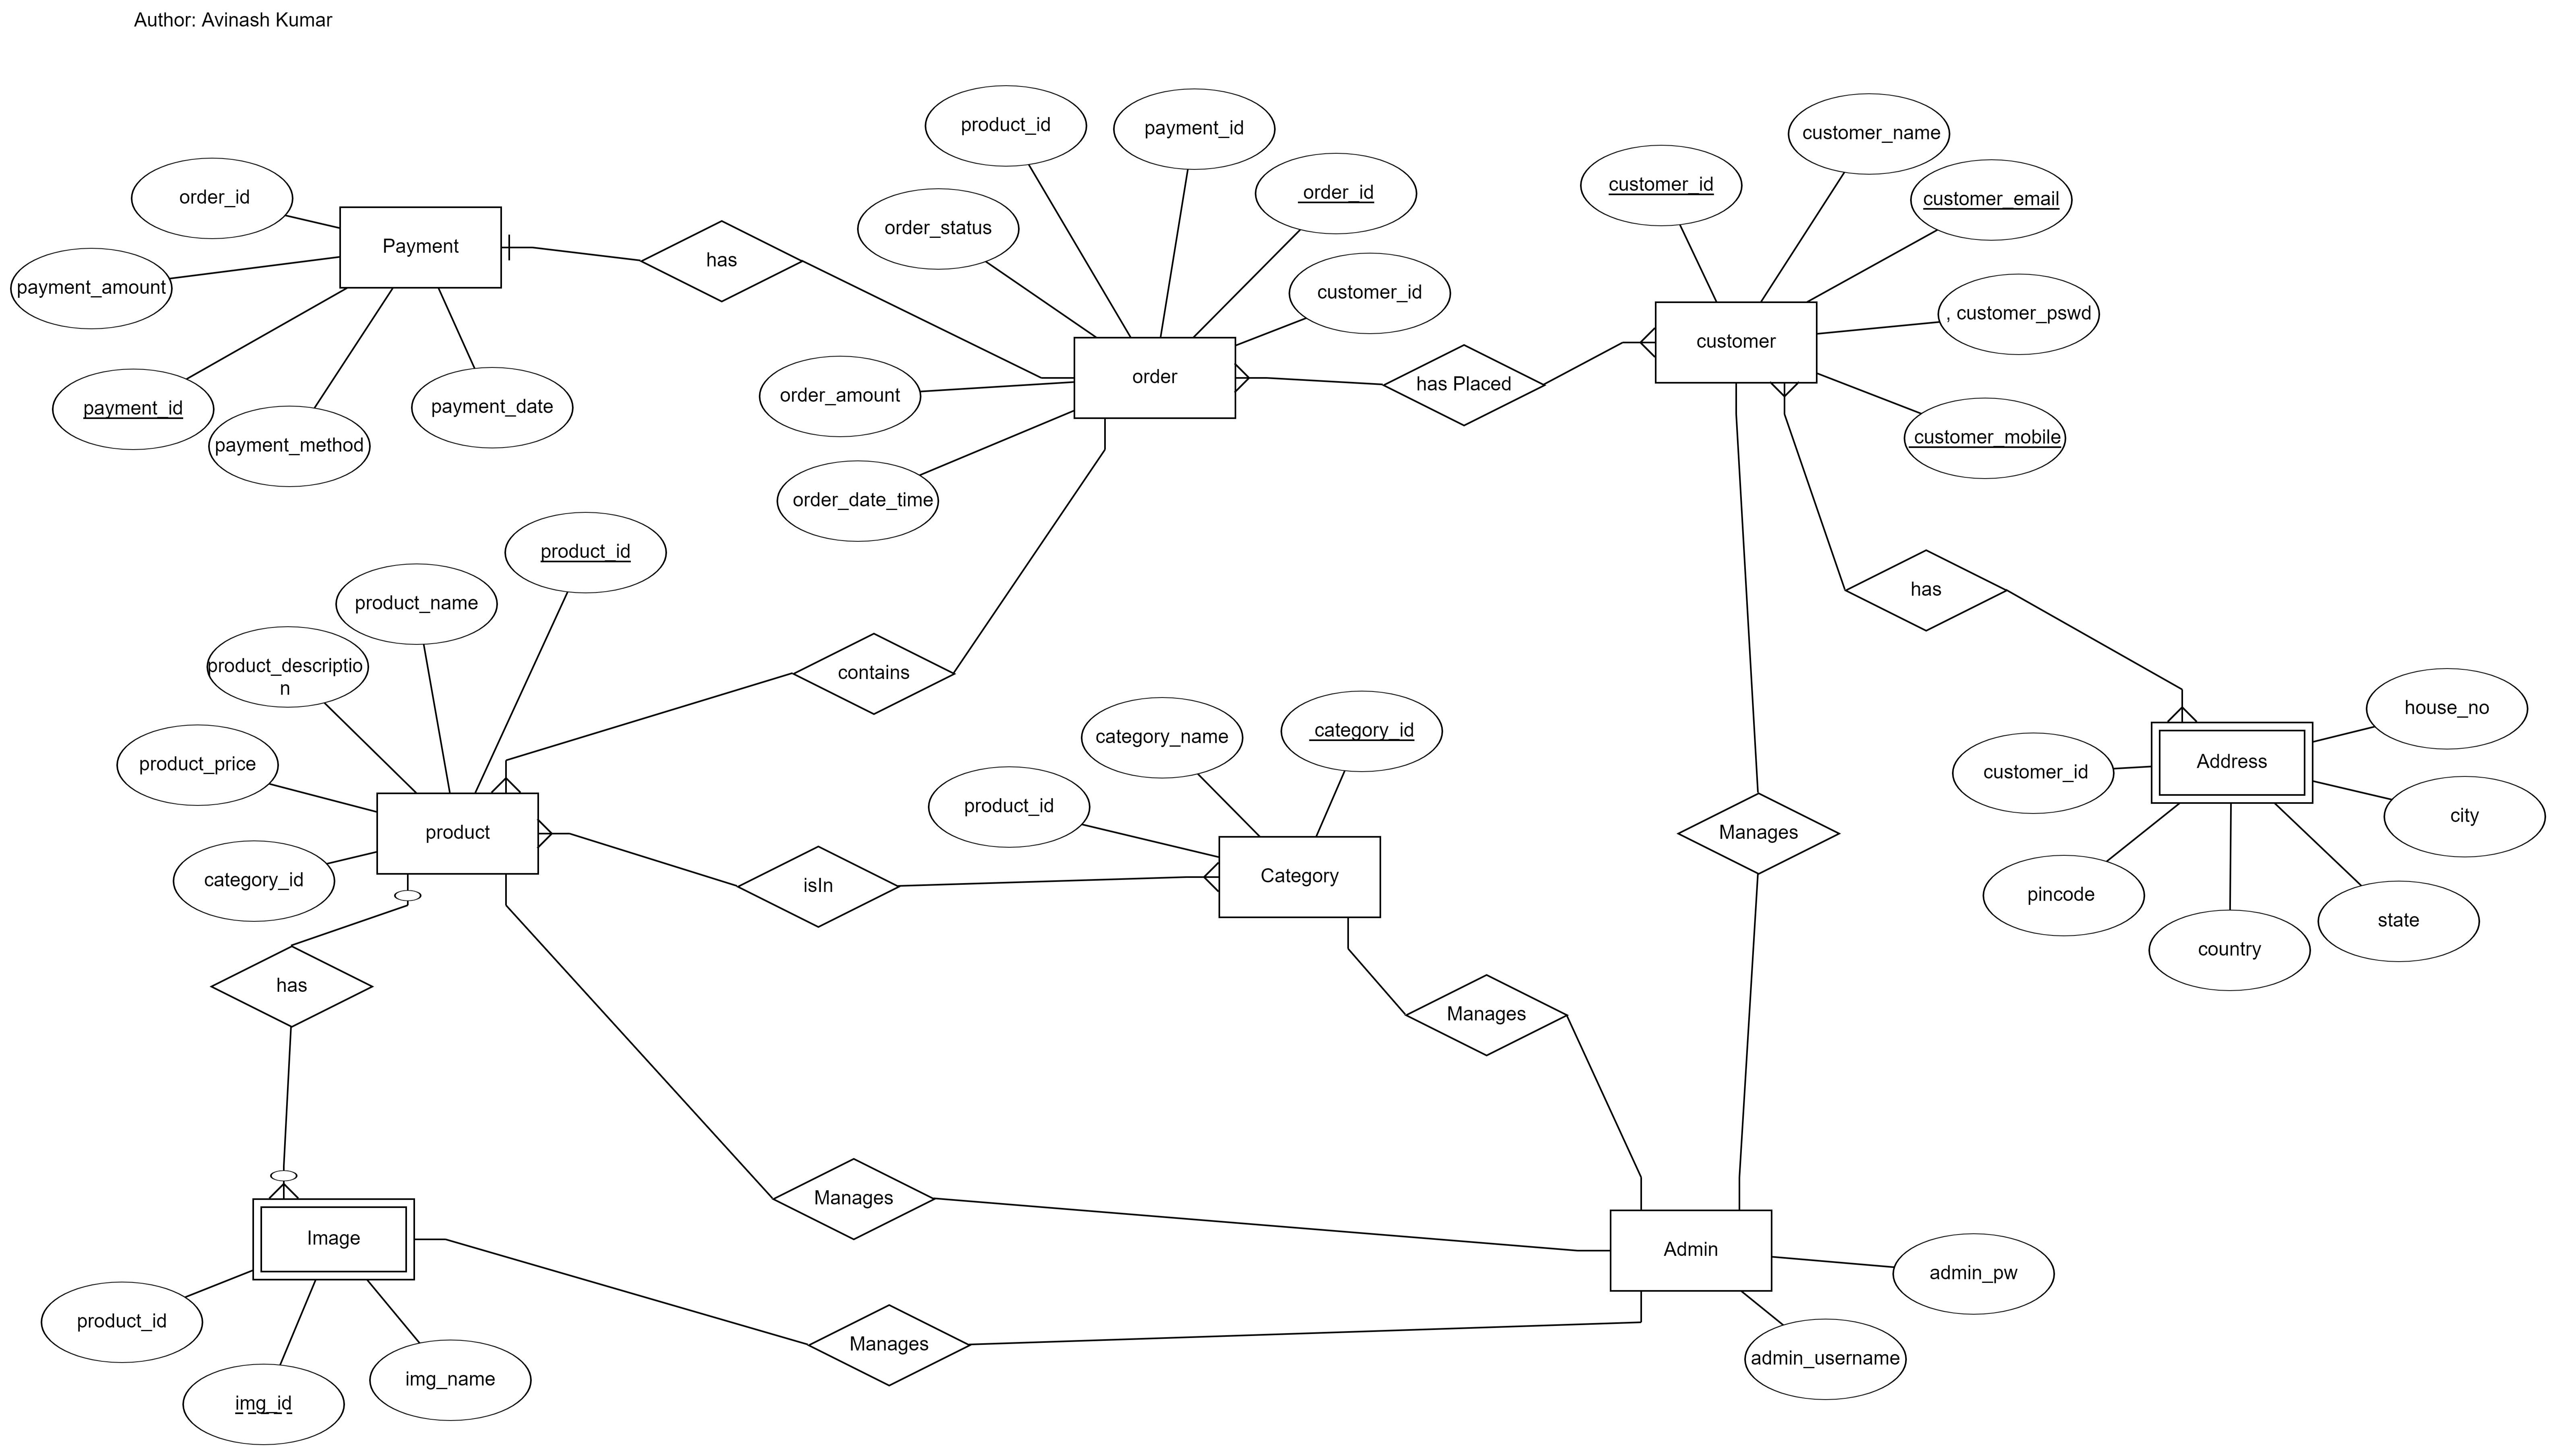 Author: Avinash Kumar
product_id
payment_id
customer_name
order_id
order_id
customer_id
customer_email
order_status
Payment
has
customer_id
, customer_pswd
payment_amount
order
has Placed
customer
order_amount
payment_id
payment_date
payment_method
customer_mobile
order_date_time
product_id
product_name
has
product_descriptio
n
contains
house_no
category_name
category_id
product_price
Address
customer_id
product_id
product
Manages
city
category_id
isIn
Category
pincode
state
country
has
Manages
Manages
Image
Admin
admin_pw
product_id
Manages
admin_username
img_name
img_id